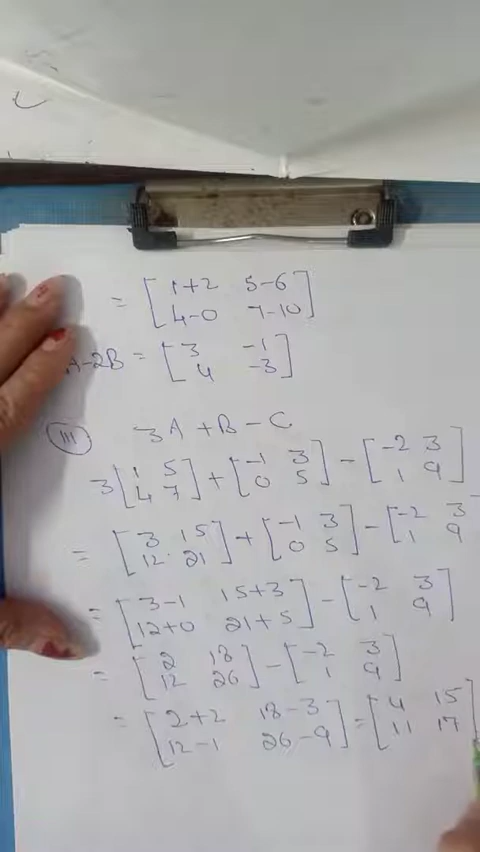 = [1+2 5-6
4-0 7-10]
A-2B = [3 -1
4 -3]
III 3A + B - C
3[1 5
4 7] + [-1 3
0 5] - [-2 3
1 9]
= [3 15
12 21] + [-1 3
0 5] - [-2 3
1 9
= [3-1 15+3
12+0 21+5] - [-2 3
1 9]
= [2 18
12 26] - [-2 3
1 9]
= [2+2 18-3
12-1 26-9] = [4 15
11 17]